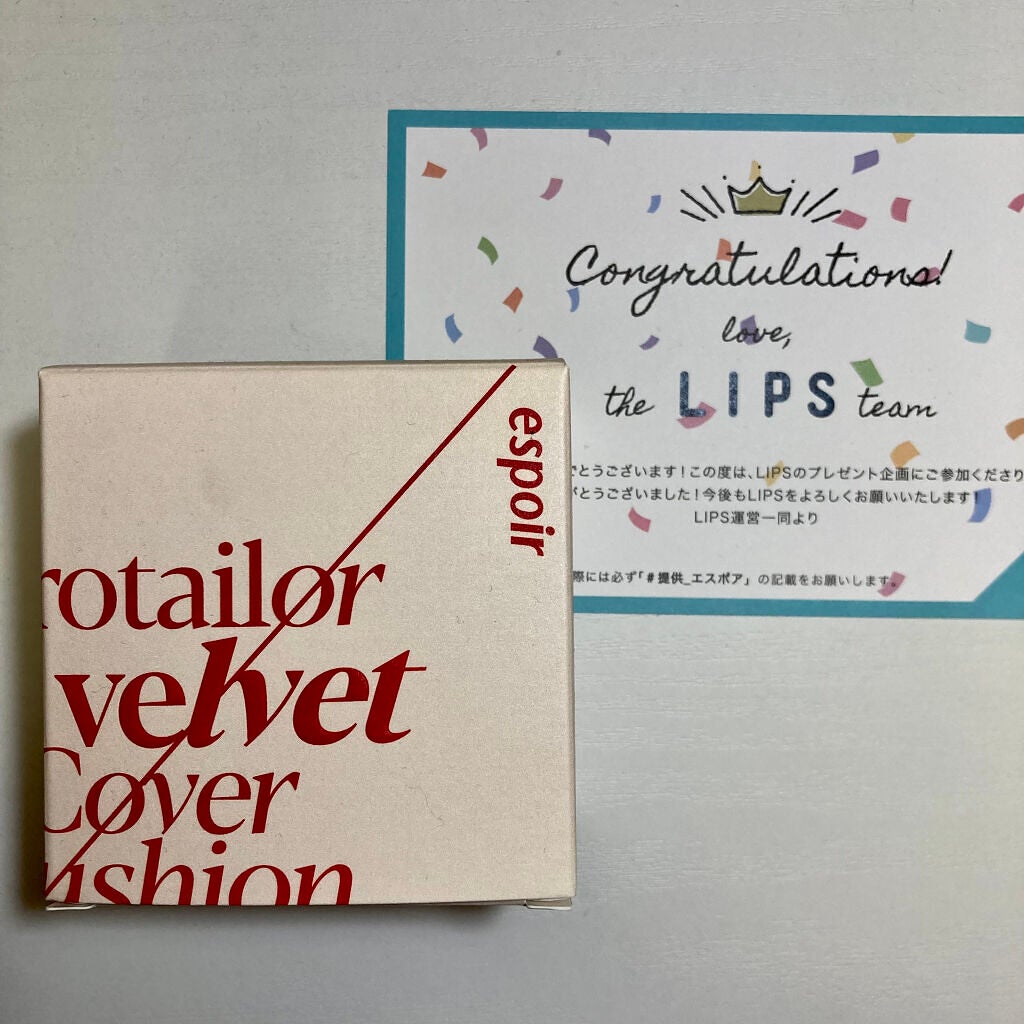 espoir
rotailor
velvet
Cover
ushion
Congratulations!
love,
the LIPS team
とうございます！この度は、LIPSのプレゼント企画にご参加くださり
とうございました！今後もLIPSをよろしくお願いいたします！
LIPS運営一同より
際には必ず「＃提供_エスポア」の記載をお願いします。